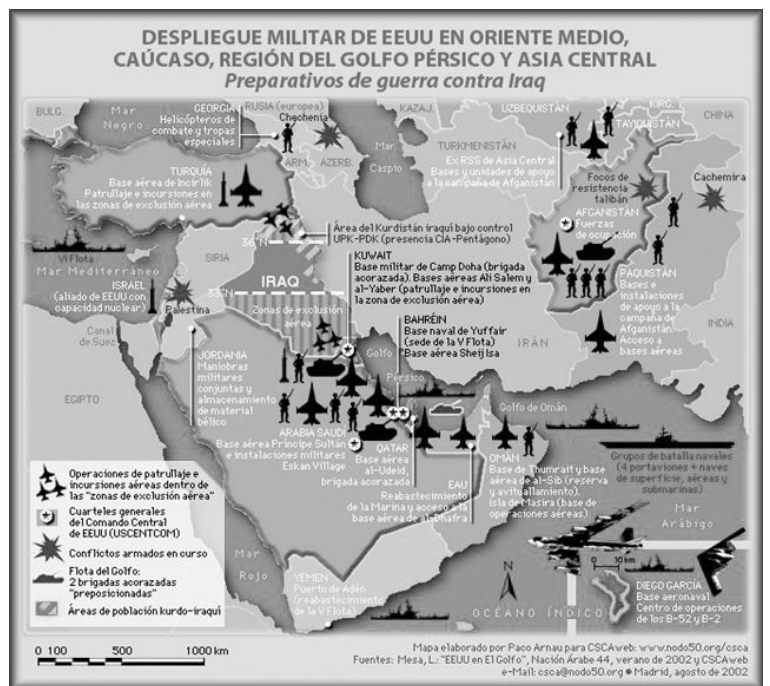 DESPLIEGUE MILITAR DE EEUU EN ORIENTE MEDIO,
CAÚCASO, REGIÓN DEL GOLFO PÉRSICO Y ASIA CENTRAL
Preparativos de guerra contra Iraq
BULG.
Mar
Negro
GEORGIA
Helicópteros de
combate y tropas
especiales
RUSIA (europea)
Chechenia
KAZAJ.
UZBEQUISTÁN
KIRG.
TAYIQUISTÁN
CHINA
ARM.
AZERB.
Mar
Caspio
TURKMENISTÁN
Ex RSS de Asia Central
Bases y unidades de apoyo
a la campaña de Afganistán
Focos de
resistencia
talibán
Cachemira
TURQUÍA
Base aérea de Incirlik
Patrullaje e incursiones en
las zonas de exclusión aérea
AFGANISTÁN
Fuerzas
de ocupación
36°N
Área del Kurdistán iraquí bajo control
UPK-PDK (presencia CIA-Pentágono)
VI Flota
Mar Mediterráneo
SIRIA
IRAQ
KUWAIT
Base militar de Camp Doha (brigada
acorazada). Bases aéreas Ali Salem y
al-Yaber (patrullaje e incursiones en
la zona de exclusión aérea)
ISRAEL
(aliado de EEUU con
capacidad nuclear)
Palestina
33°N
Zonas de exclusión
aérea
PAQUISTÁN
Bases e
instalaciones
de apoyo a la
campaña de
Afganistán
Acceso a
bases aéreas
INDIA
BAHRÉIN
Base naval de Yuffair
(sede de la V Flota)
Base aérea Sheij Isa
IRÁN
Canal
de Suez
JORDANIA
Maniobras
militares
conjuntas y
almacenamiento
de material
bélico
Golfo
Pérsico
EGIPTO
Golfo de Omán
ARABIA SAUDÍ
Base aérea Príncipe Sultán
e instalaciones militares
Eskan Village
QATAR
Base aérea
al-Udeid,
brigada acorazada
OMÁN
Base de Thumrait y base
aérea de al-Sib (reserva
y avituallamiento).
Isla de Masira (base de
operaciones aéreas)
Grupos de batalla navales
(4 portaviones + naves
de superficie, aéreas y
submarinas)
EAU
Reabastecimiento
de la Marina y acceso a la
base aérea de al-Dhafra
Mar
Arábigo
Operaciones de patrullaje e
incursiones aéreas dentro de
las "zonas de exclusión aérea"
Cuarteles generales
del Comando Central
de EEUU (USCENTCOM)
Conflictos armados en curso
Flota del Golfo:
2 brigadas acorazadas
"preposicionadas"
Áreas de población kurdo-iraquí
Mar
Rojo
YEMEN
Puerto de Adén
(reabastecimiento
de la V Flota)
N
OCÉANO ÍNDICO
0 10 km
DIEGO GARCÍA
Base aeronaval
Centro de operaciones
de los B-52 y B-2
0 100 500 1000 km
Mapa elaborado por Paco Arnau para CSCAweb: www.nodo50.org/csca
Fuentes: Mesa, L.: "EEUU en El Golfo", Nación Árabe 44, verano de 2002 y CSCAweb
e-Mail: csca@nodo50.org ● Madrid, agosto de 2002